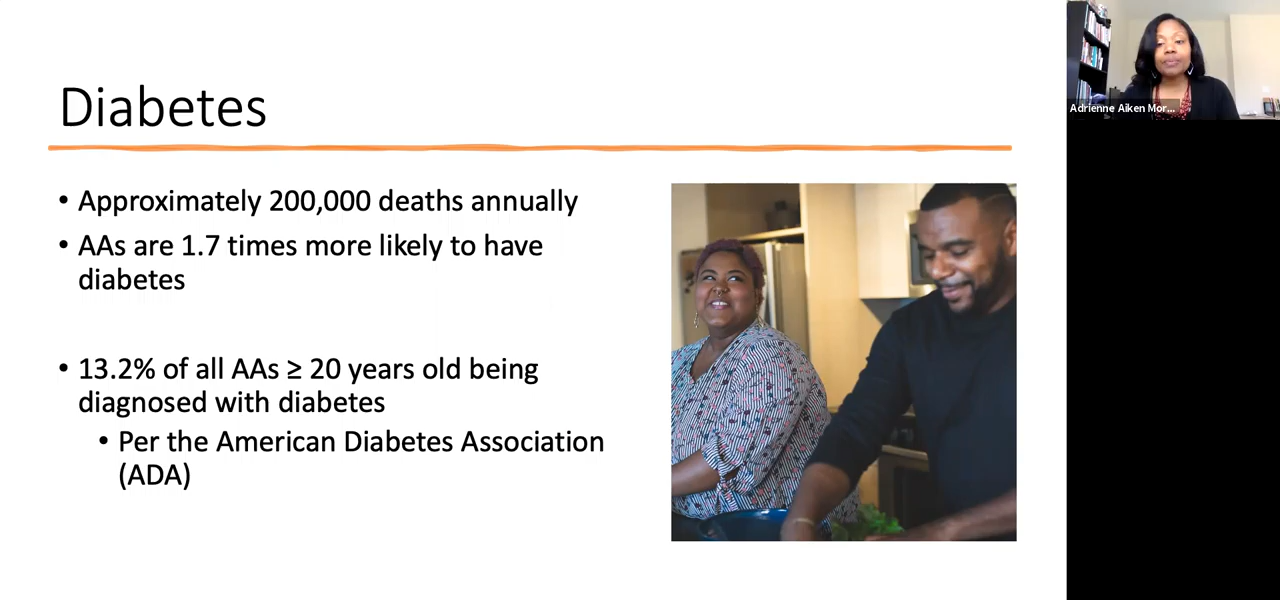 Diabetes
• Approximately 200,000 deaths annually
• AAs are 1.7 times more likely to have
diabetes
• 13.2% of all AAs ≥ 20 years old being
diagnosed with diabetes
• Per the American Diabetes Association
(ADA)
Adrienne Aiken Mor...